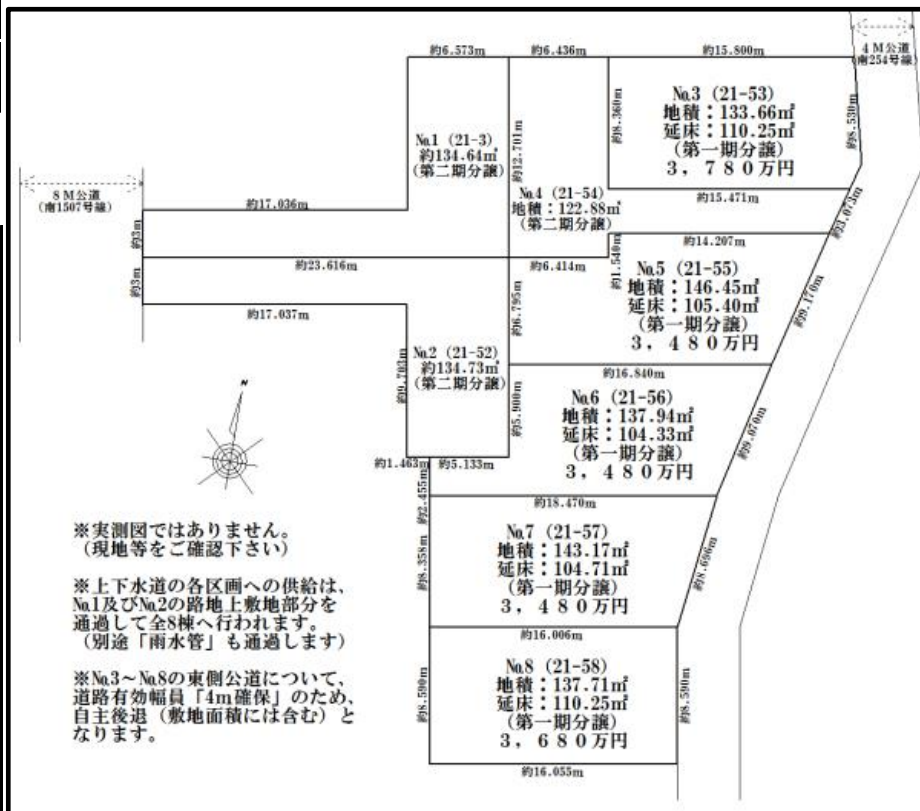 約6.573m
約6.436m
約15.800m
4M公道
(南254号線)
№3 (21-53)
地積：133.66㎡
延床：110.25㎡
(第一期分譲)
3，780万円
約8.360m
約8.530m
№1 (21-3)
約134.64㎡
(第二期分譲)
約12.701m
8M公道
(南1507号線)
約17.036m
№4 (21-54)
地積：122.88㎡
(第二期分譲)
約15.471m
約3.073m
約3m
約14.207m
約23.616m
約6.414m
約1.540m
№5 (21-55)
地積：146.45㎡
延床：105.40㎡
(第一期分譲)
3，480万円
約9.170m
約3m
約17.037m
約6.795m
№2 (21-52)
約134.73㎡
(第二期分譲)
約9.703m
約16.840m
№6 (21-56)
地積：137.94㎡
延床：104.33㎡
(第一期分譲)
3，480万円
約5.900m
約9.070m
N
約1.463m
約5.133m
約2.455m
約18.470m
№7 (21-57)
地積：143.17㎡
延床：104.71㎡
(第一期分譲)
3，480万円
約8.358m
約8.696m
約16.006m
№8 (21-58)
地積：137.71㎡
延床：110.25㎡
(第一期分譲)
3，680万円
約8.590m
約8.590m
約16.055m
※実測図ではありません。
（現地等をご確認下さい）
※上下水道の各区画への供給は、
№1及び№2の路地上敷地部分を
通過して全8棟へ行われます。
（別途「雨水管」も通過します）
※№3～№8の東側公道について、
道路有効幅員「4m確保」のため、
自主後退（敷地面積には含む）と
なります。